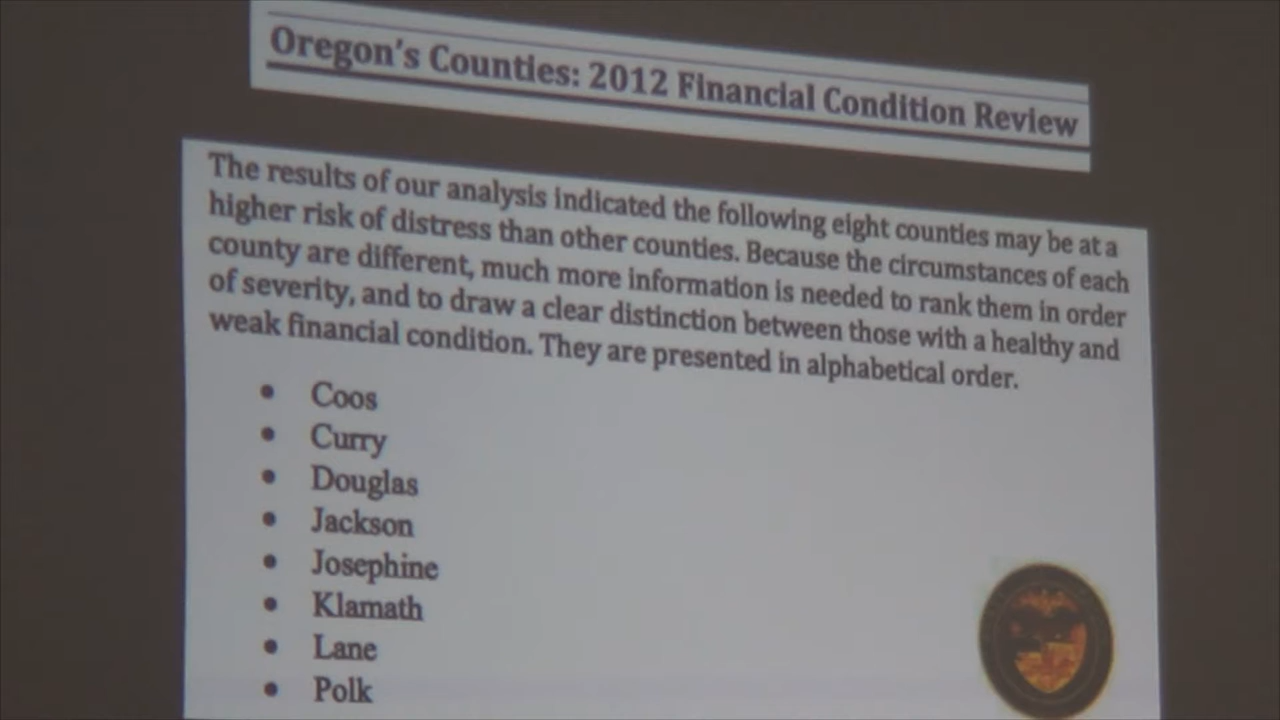 Oregon's Counties: 2012 Financial Condition Review
The results of our analysis indicated the following eight counties may be at a
higher risk of distress than other counties. Because the circumstances of each
county are different, much more information is needed to rank them in order
of severity, and to draw a clear distinction between those with a healthy and
weak financial condition. They are presented in alphabetical order.
• Coos
• Curry
• Douglas
• Jackson
• Josephine
• Klamath
• Lane
• Polk